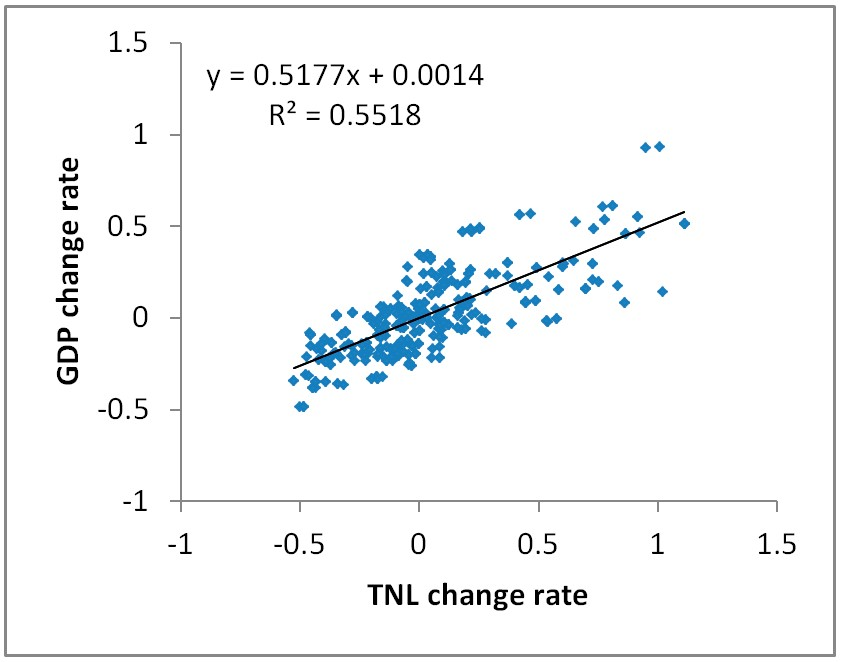 y = 0.5177x + 0.0014
R² = 0.5518
1.5
1
0.5
0
-0.5
-1
GDP change rate
-1 -0.5 0 0.5 1 1.5
TNL change rate